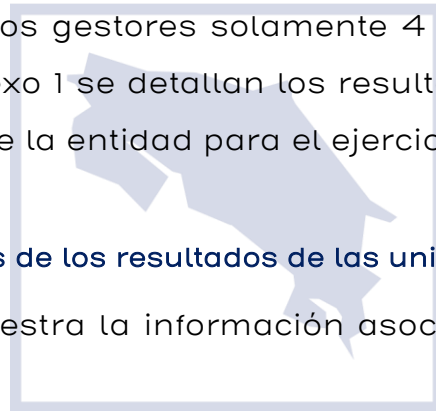 os gestores solamente 4
xo 1 se detallan los result
e la entidad para el ejercic
s de los resultados de las uni
estra la información asoc